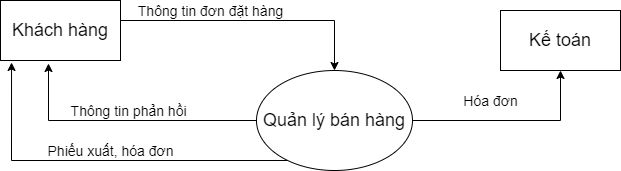 Thông tin đơn đặt hàng
Khách hàng
Kế toán
Hóa đơn
Thông tin phản hồi
Quản lý bán hàng
Phiếu xuất, hóa đơn